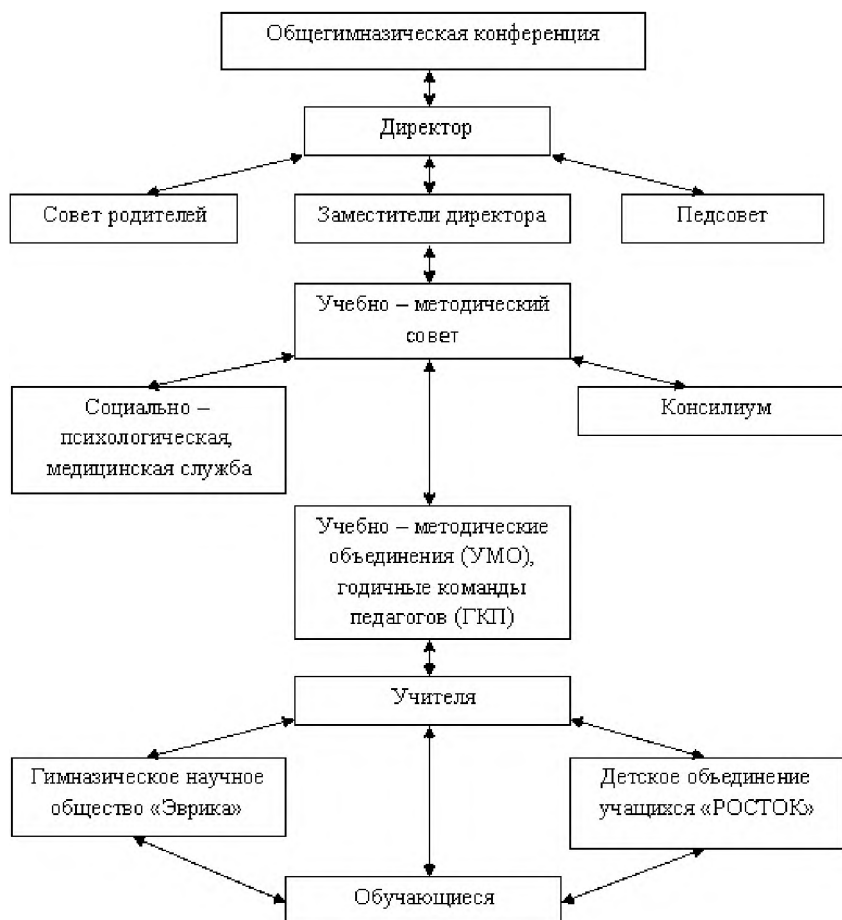 Общегимназическая конференция
Директор
Совет родителей
Заместители директора
Педсовет
Учебно – методический
совет
Социально –
психологическая,
медицинская служба
Консилиум
Учебно – методические
объединения (УМО),
годичные команды
педагогов (ГКП)
Учителя
Гимназическое научное
общество «Эврика»
Детское объединение
учащихся «РОСТОК»
Обучающиеся